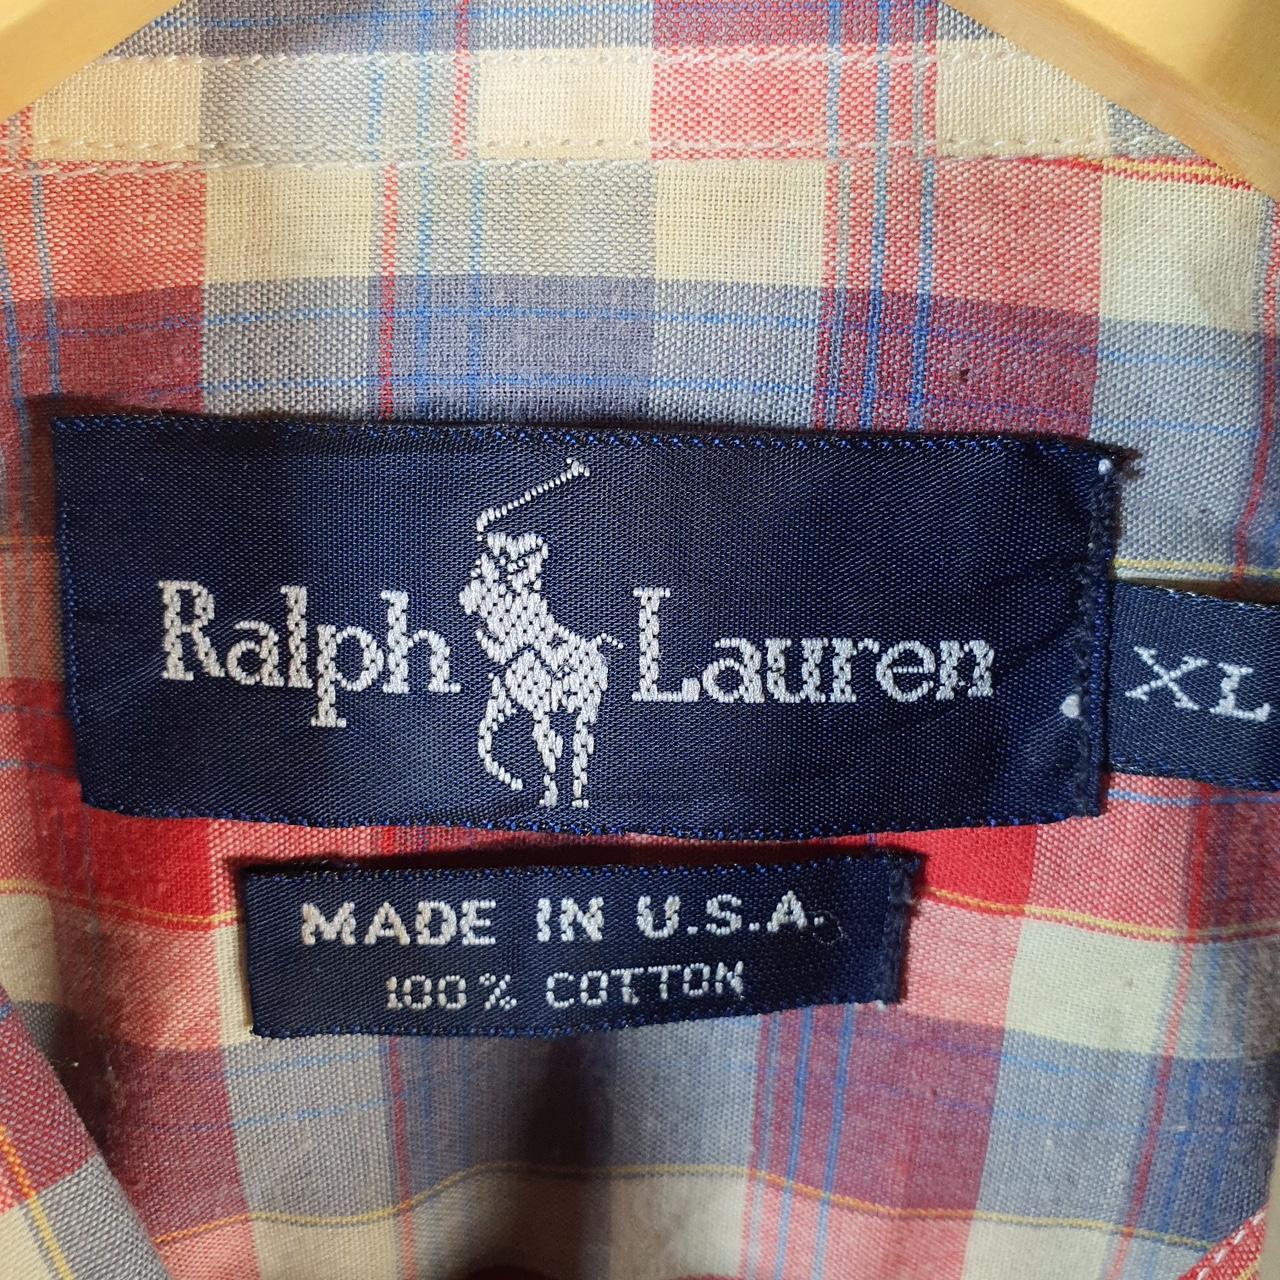 Ralph Lauren
XL
MADE IN U.S.A.
100% COTTON